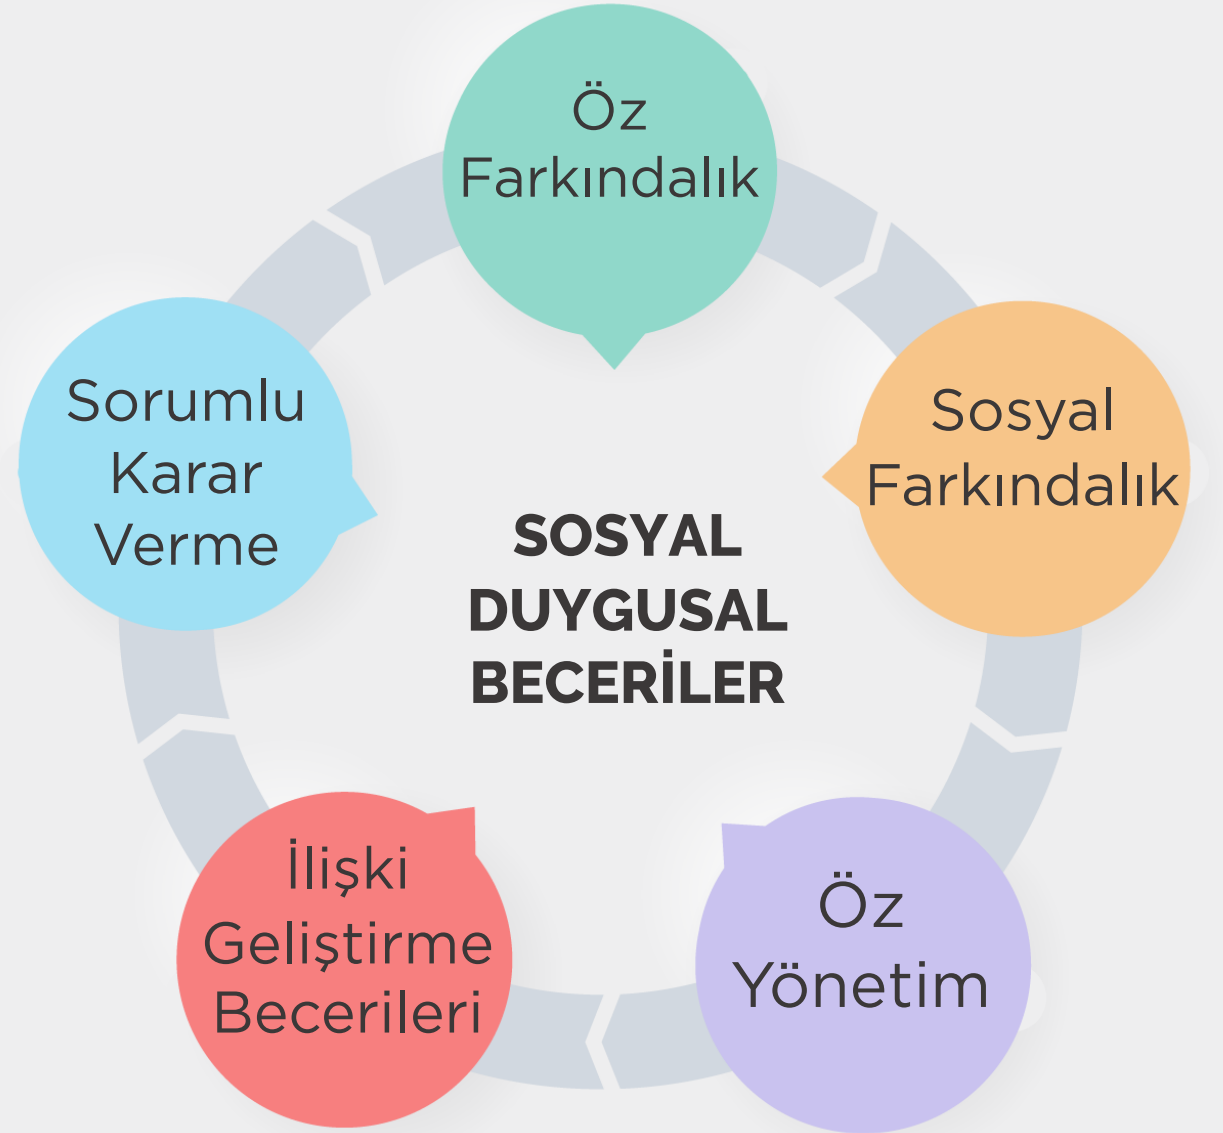 Öz
Farkındalık
Sosyal
Farkındalık
Öz
Yönetim
İlişki
Geliştirme
Becerileri
Sorumlu
Karar
Verme
SOSYAL
DUYGUSAL
BECERİLER